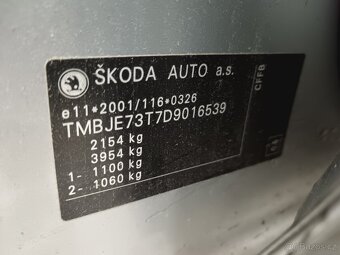 ŠKODA AUTO a.s.
e11*2001/116*0326
TMBJE73T7D9016539
2154 kg
3954 kg
1- 1100 kg
2- 1060 kg
CFFB